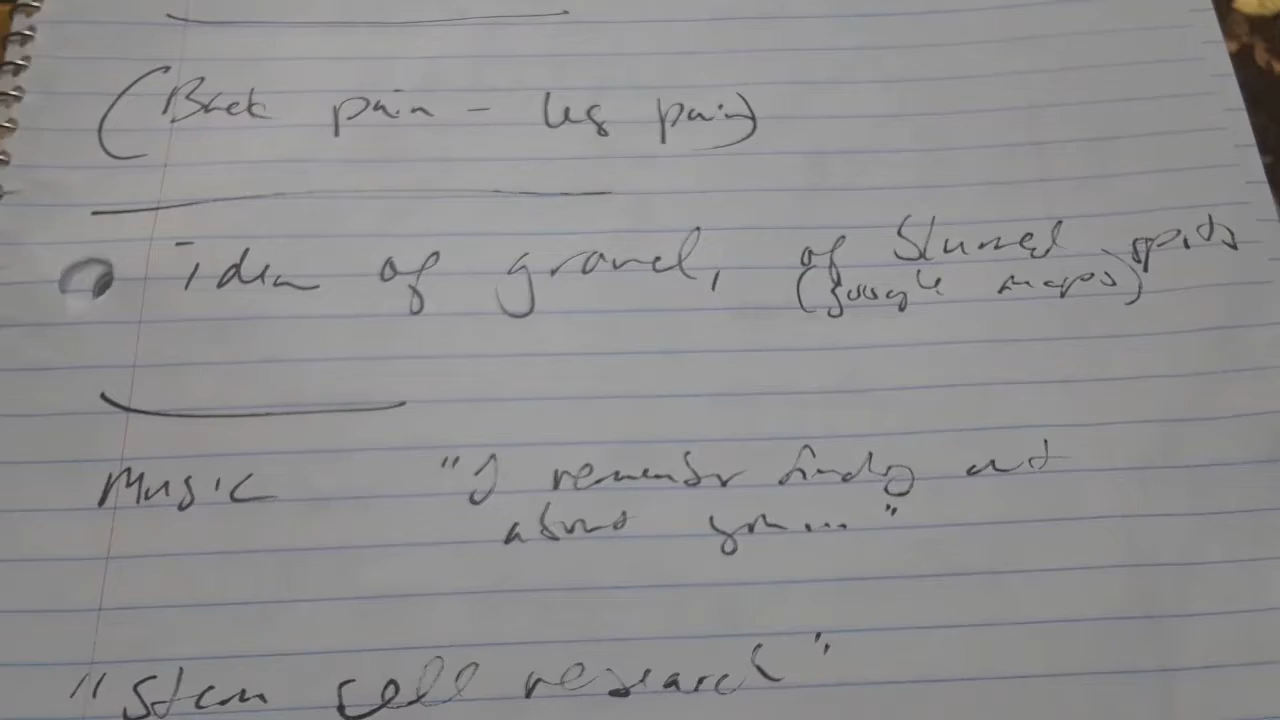 (Back pain - leg pain)
idea of gravel, of
spots
(google maps)
Music "I remember finding out
about you..."
"Stem cell research"